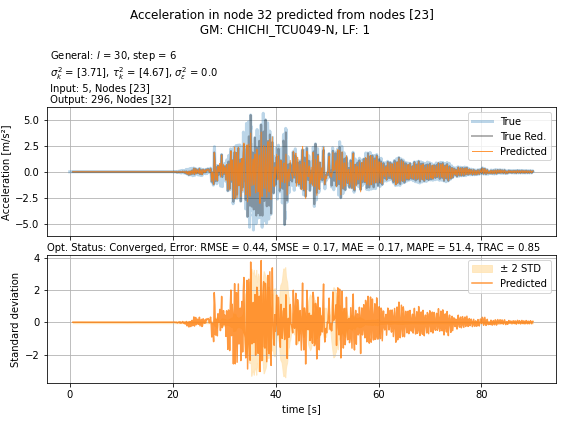 Acceleration in node 32 predicted from nodes [23]
GM: CHICHI_TCU049-N, LF: 1
General: l = 30, step = 6
σ²ₖ = [3.71], τ²ₖ = [4.67], σ²ε = 0.0
Input: 5, Nodes [23]
Output: 296, Nodes [32]
Acceleration [m/s²]
5.0
2.5
0.0
−2.5
−5.0
True
True Red.
Predicted
Opt. Status: Converged, Error: RMSE = 0.44, SMSE = 0.17, MAE = 0.17, MAPE = 51.4, TRAC = 0.85
Standard deviation
4
2
0
−2
± 2 STD
Predicted
0
20
40
60
80
time [s]